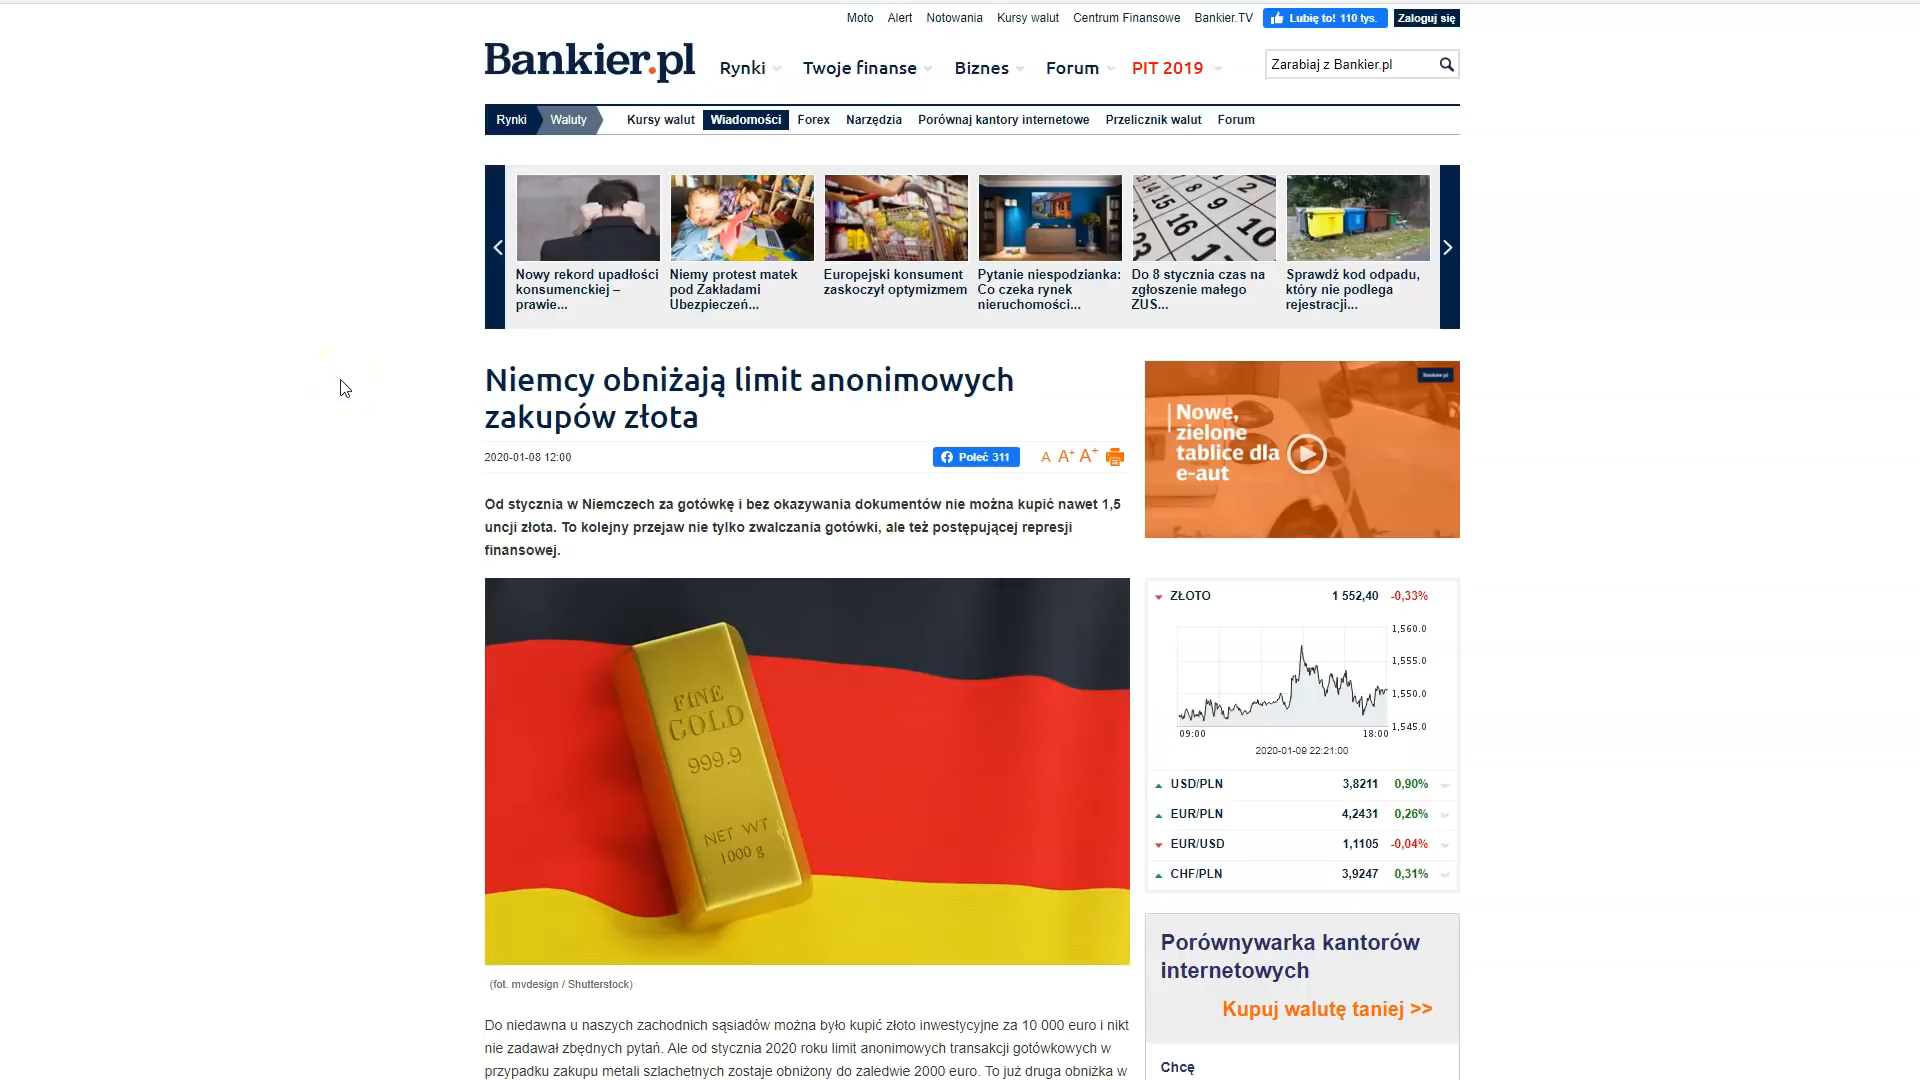 Moto Alert Notowania Kursy walut Centrum Finansowe Bankier.TV Lubię to! 110 tys. Zaloguj się
Bankier.pl Rynki Twoje finanse Biznes Forum PIT 2019 Zarabiaj z Bankier.pl
Rynki Waluty Kursy walut Wiadomości Forex Narzędzia Porównaj kantory internetowe Przelicznik walut Forum
Nowy rekord upadłości
konsumenckiej –
prawie...
Niemy protest matek
pod Zakładami
Ubezpieczeń...
Europejski konsument
zaskoczył optymizmem
Pytanie niespodzianka:
Co czeka rynek
nieruchomości...
Do 8 stycznia czas na
zgłoszenie małego
ZUS...
Sprawdź kod odpadu,
który nie podlega
rejestracji...
Niemcy obniżają limit anonimowych
zakupów złota
2020-01-08 12:00 Poleć 311 A A+ A+
Od stycznia w Niemczech za gotówkę i bez okazywania dokumentów nie można kupić nawet 1,5
uncji złota. To kolejny przejaw nie tylko zwalczania gotówki, ale też postępującej represji
finansowej.
FINE
GOLD
999.9
NET WT
1000 g
(fot. mvdesign / Shutterstock)
Do niedawna u naszych zachodnich sąsiadów można było kupić złoto inwestycyjne za 10 000 euro i nikt
nie zadawał zbędnych pytań. Ale od stycznia 2020 roku limit anonimowych transakcji gotówkowych w
przypadku zakupu metali szlachetnych zostaje obniżony do zaledwie 2000 euro. To już druga obniżka w
Bankier.pl
Nowe,
zielone
tablice dla
e-aut
ZŁOTO 1 552,40 -0,33%
1,560.0
1,555.0
1,550.0
1,545.0
09:00 18:00
2020-01-09 22:21:00
USD/PLN 3,8211 0,90%
EUR/PLN 4,2431 0,26%
EUR/USD 1,1105 -0,04%
CHF/PLN 3,9247 0,31%
Porównywarka kantorów
internetowych
Kupuj walutę taniej >>
Chcę
2
8
9
15
16
10
23
1